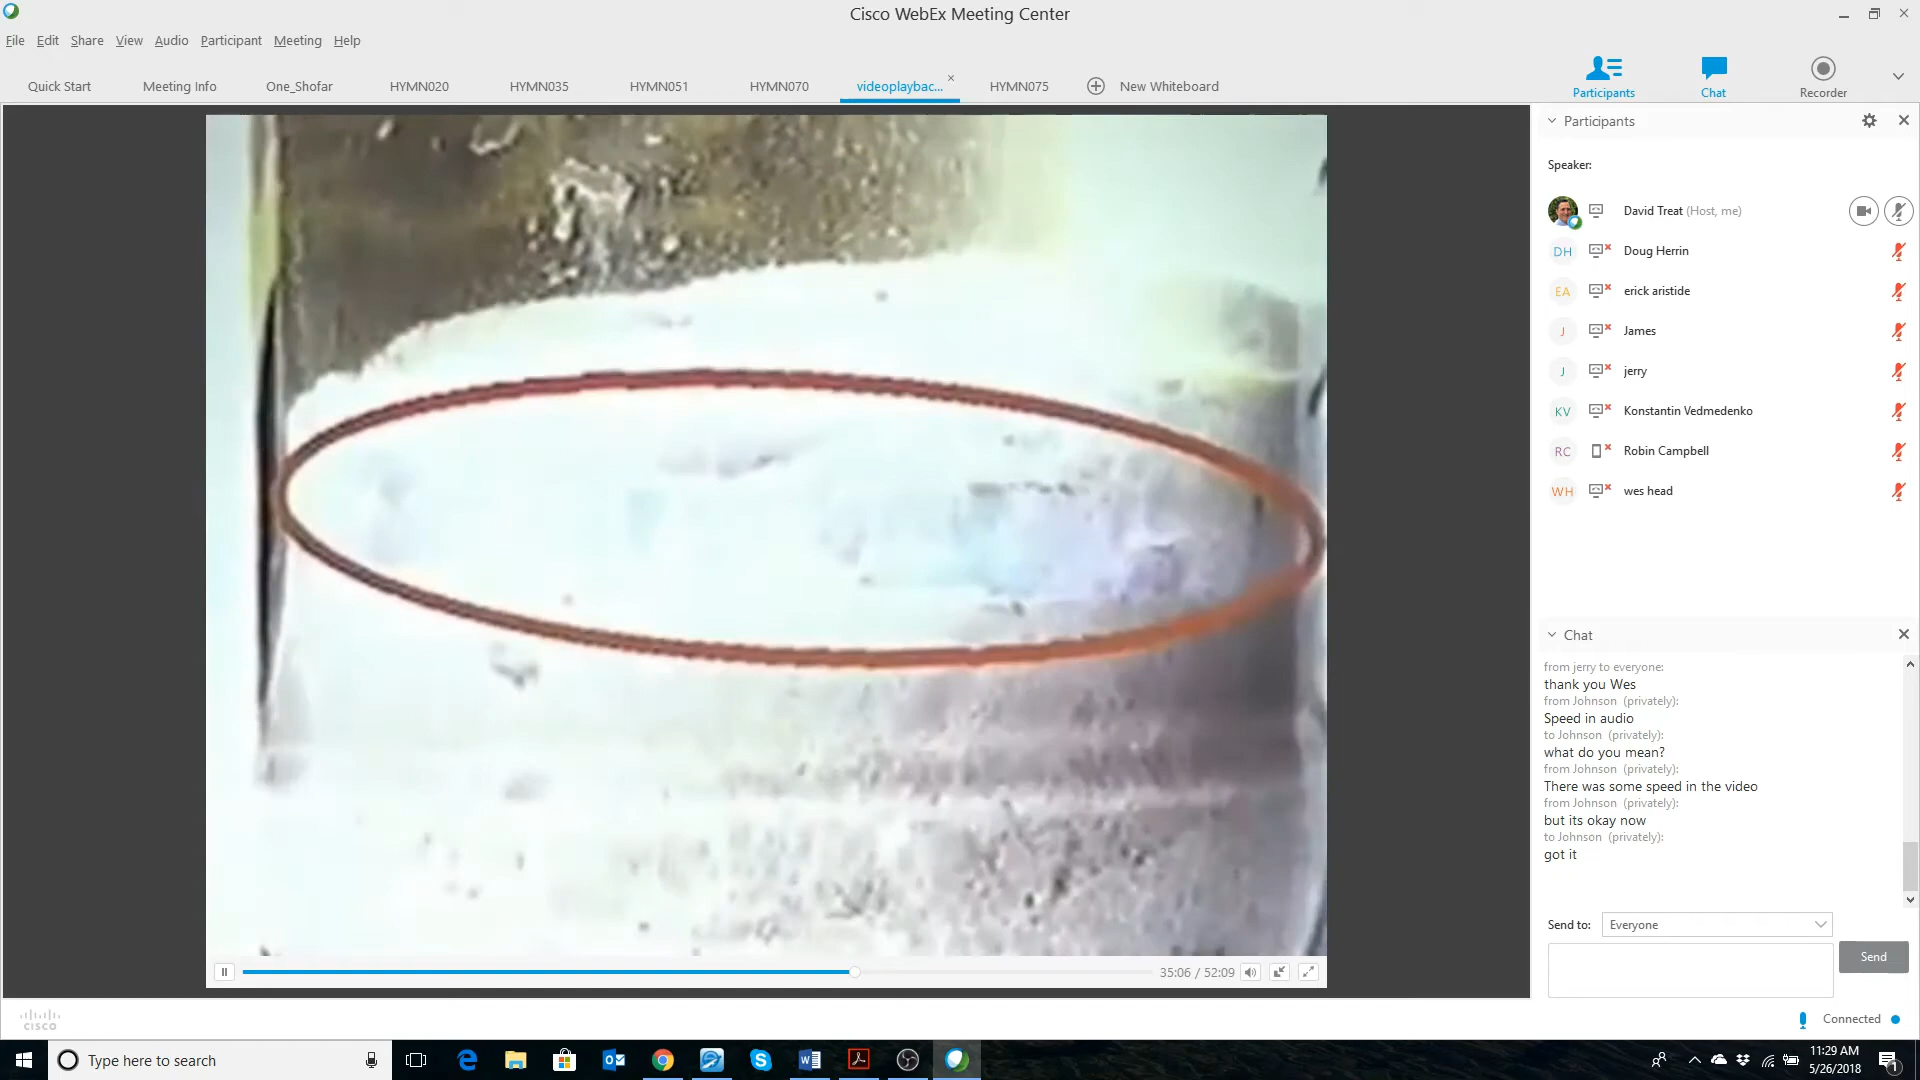 Cisco WebEx Meeting Center
File Edit Share View Audio Participant Meeting Help
Quick Start Meeting Info One_Shofar HYMN020 HYMN035 HYMN051 HYMN070 videoplaybac... HYMN075 New Whiteboard
Participants Chat Recorder
Participants
Speaker:
David Treat (Host, me)
DH Doug Herrin
EA erick aristide
J James
J jerry
KV Konstantin Vedmedenko
RC Robin Campbell
WH wes head
Chat
from jerry to everyone:
thank you Wes
from Johnson (privately):
Speed in audio
to Johnson (privately):
what do you mean?
from Johnson (privately):
There was some speed in the video
from Johnson (privately):
but its okay now
to Johnson (privately):
got it
Send to: Everyone
Send
35:06 / 52:09
CISCO
Connected
Type here to search
11:29 AM
5/26/2018
1